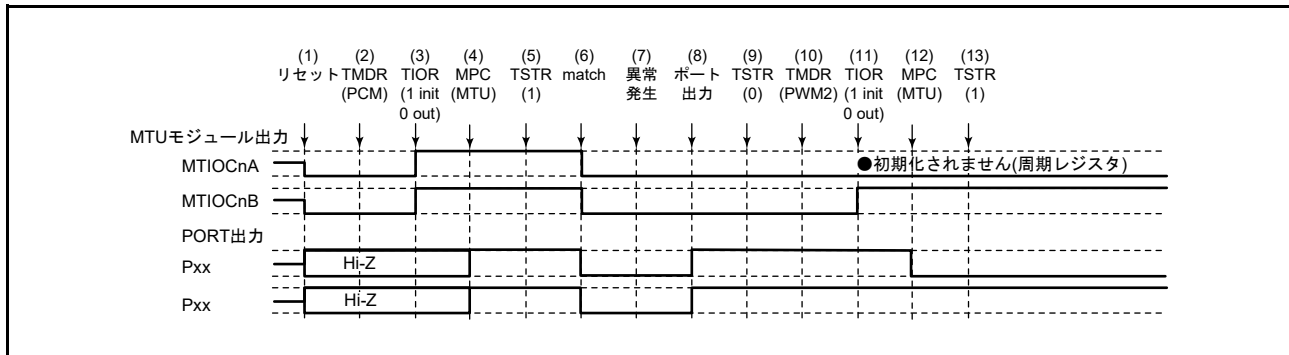 (1) (2) (3) (4) (5) (6) (7) (8) (9) (10) (11) (12) (13)
リセット TMDR TIOR MPC TSTR match 異常 ポート TSTR TMDR TIOR MPC TSTR
(PCM) (1 init (MTU) (1) 発生 出力 (0) (PWM2) (1 init (MTU) (1)
0 out) 0 out)
MTUモジュール出力
MTIOCnA ●初期化されません(周期レジスタ)
MTIOCnB
PORT出力
Pxx Hi-Z
Pxx Hi-Z